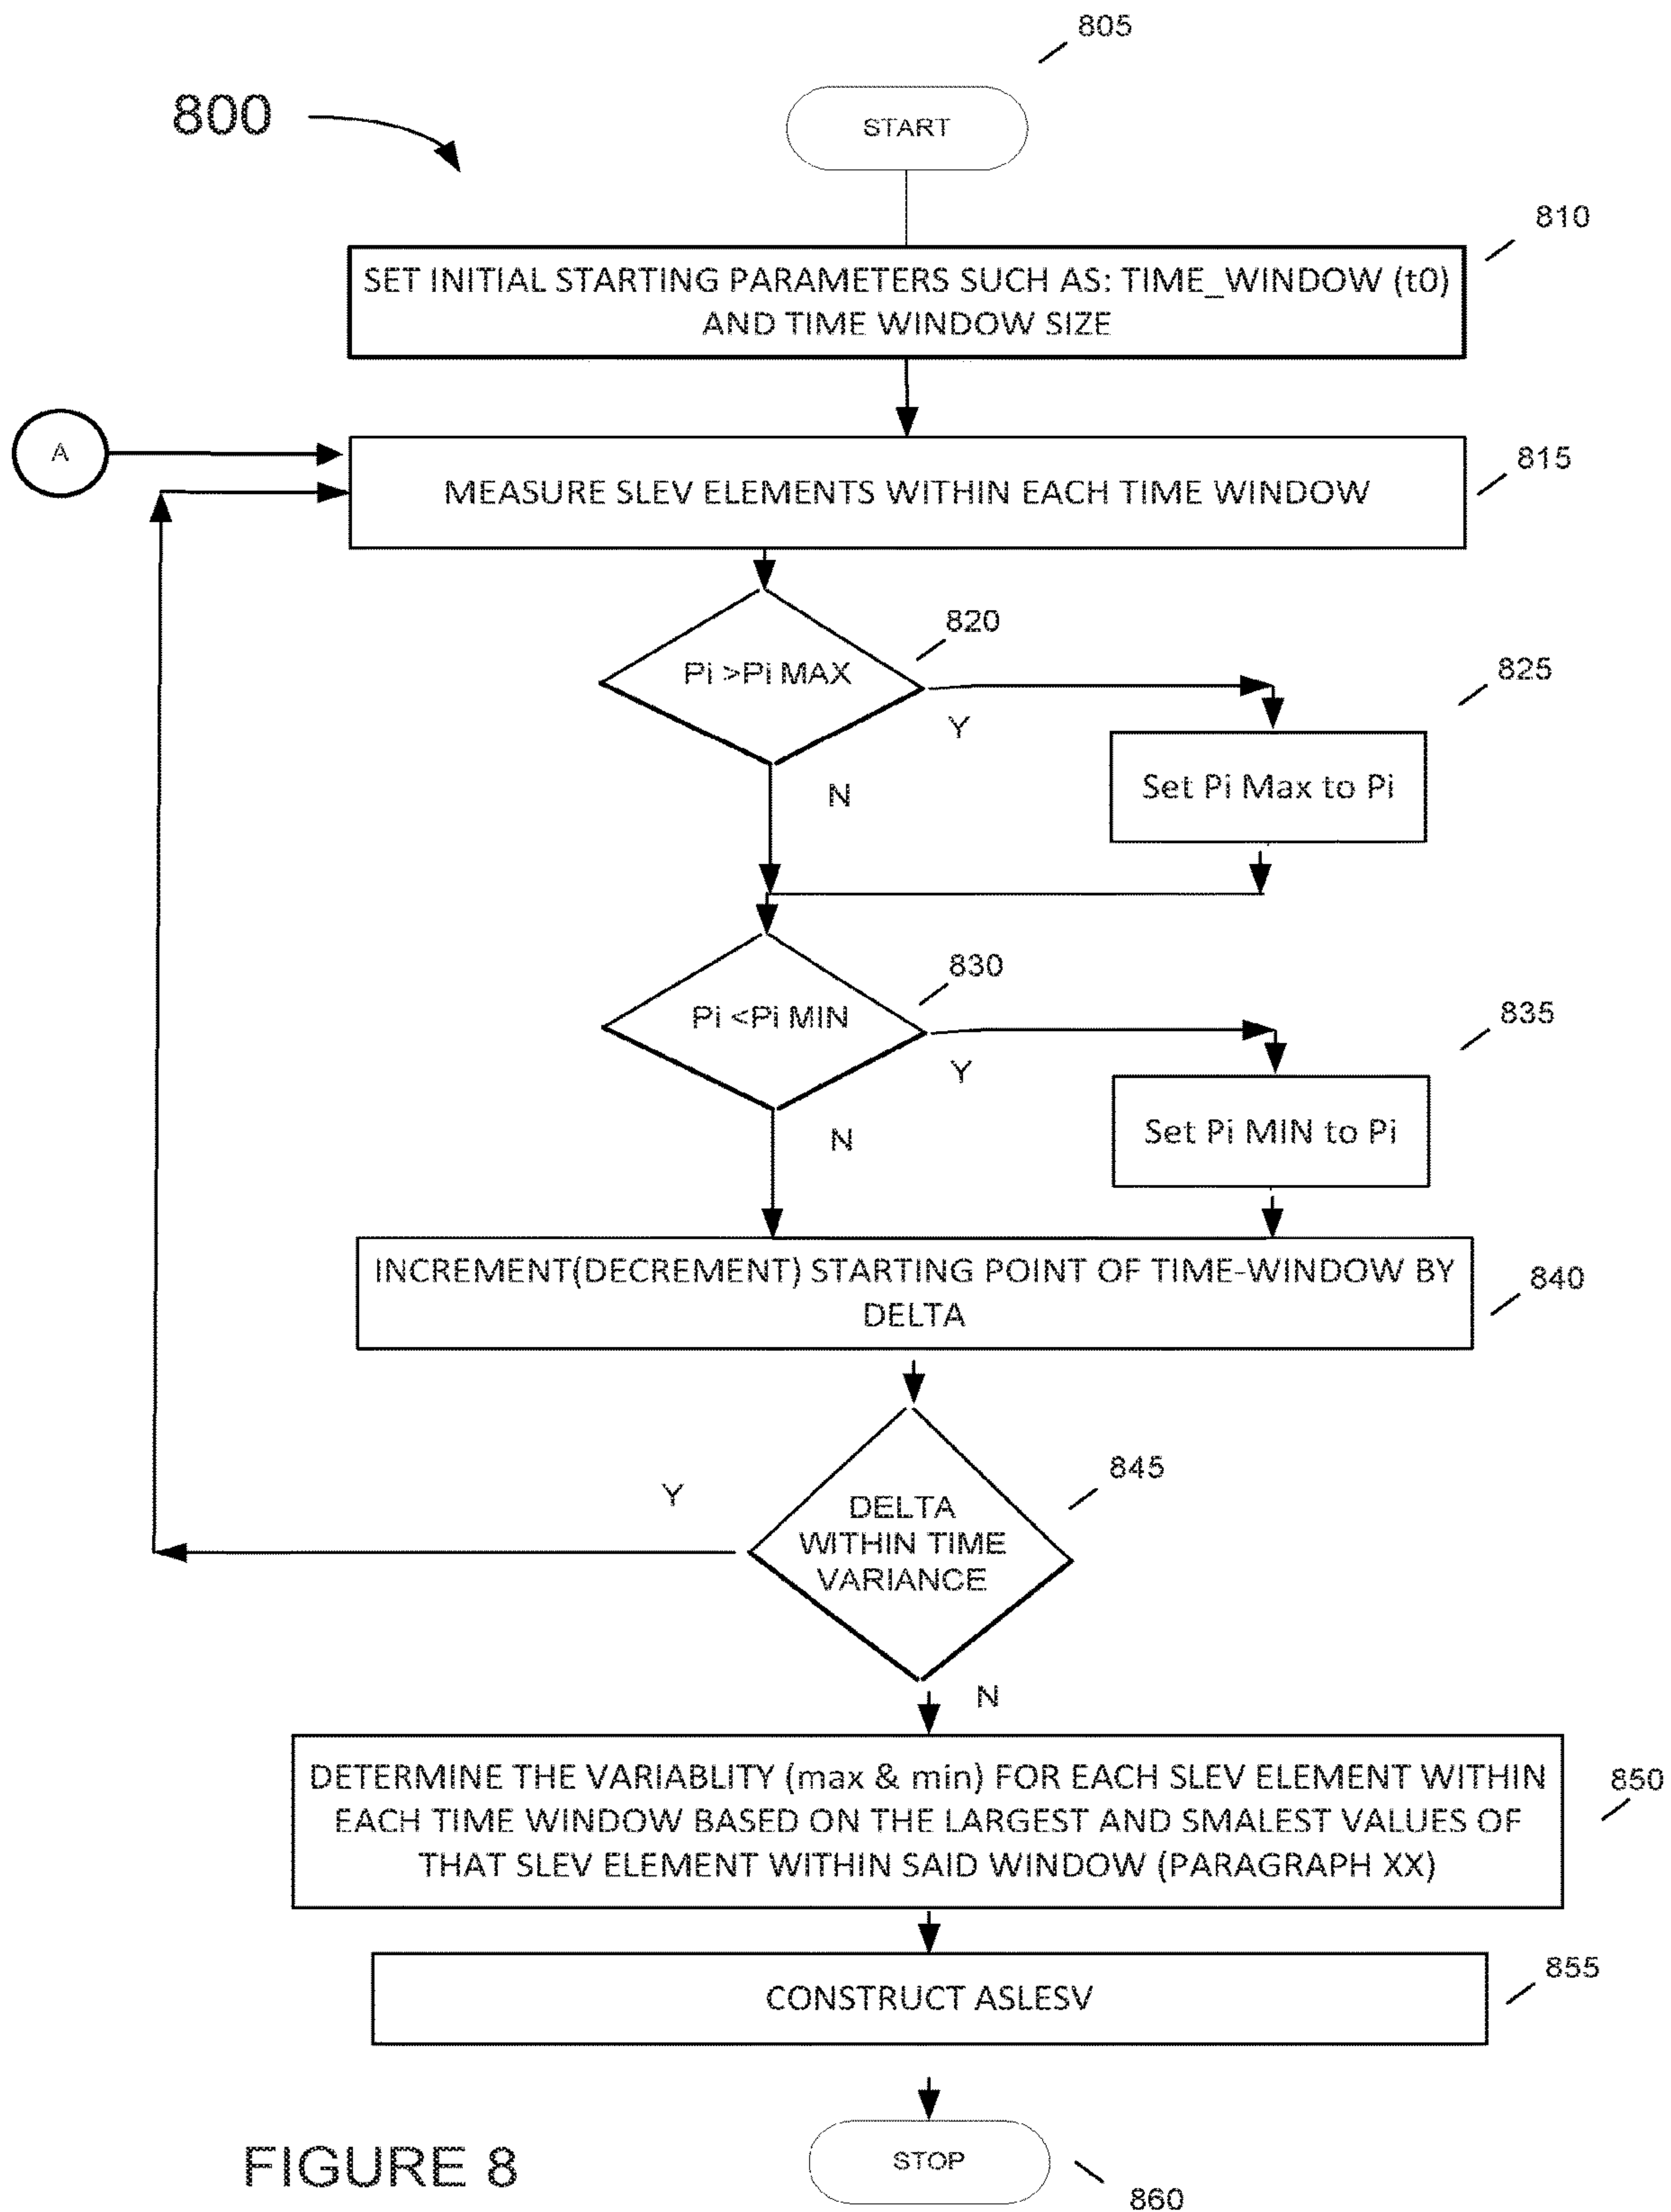 805
800
START
810
SET INITIAL STARTING PARAMETERS SUCH AS: TIME_WINDOW (t0)
AND TIME WINDOW SIZE
A
815
MEASURE SLEV ELEMENTS WITHIN EACH TIME WINDOW
820
Pi >Pi MAX
825
Y
Set Pi Max to Pi
N
830
Pi <Pi MIN
835
Y
Set Pi MIN to Pi
N
INCREMENT(DECREMENT) STARTING POINT OF TIME-WINDOW BY
DELTA
840
845
Y
DELTA
WITHIN TIME
VARIANCE
N
DETERMINE THE VARIABLITY (max & min) FOR EACH SLEV ELEMENT WITHIN
EACH TIME WINDOW BASED ON THE LARGEST AND SMALEST VALUES OF
THAT SLEV ELEMENT WITHIN SAID WINDOW (PARAGRAPH XX)
850
855
CONSTRUCT ASLESV
STOP
FIGURE 8
860